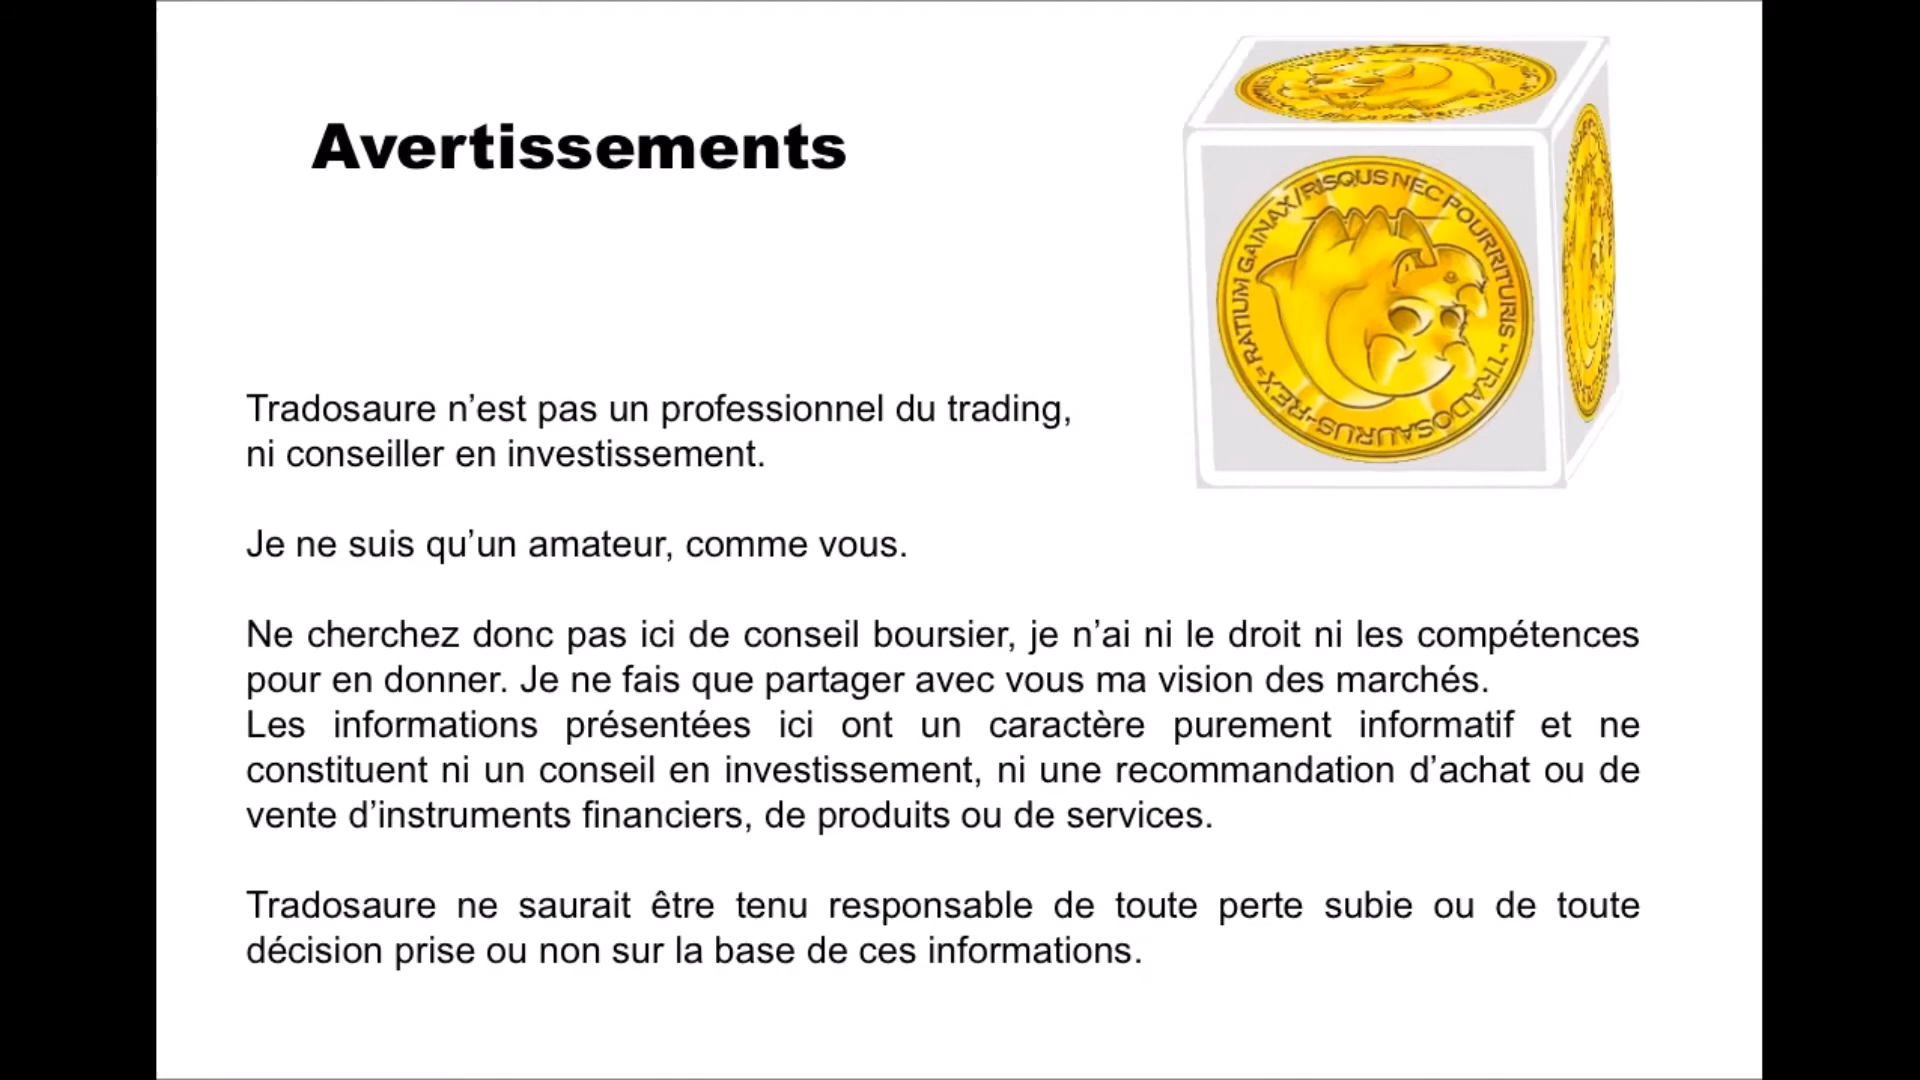 Avertissements
RATIUM GAINAX/RISQUS NEC POURRITURIS - TRADOSAURUS-REX-
Tradosaure n’est pas un professionnel du trading,
ni conseiller en investissement.
Je ne suis qu’un amateur, comme vous.
Ne cherchez donc pas ici de conseil boursier, je n’ai ni le droit ni les compétences
pour en donner. Je ne fais que partager avec vous ma vision des marchés.
Les informations présentées ici ont un caractère purement informatif et ne
constituent ni un conseil en investissement, ni une recommandation d’achat ou de
vente d’instruments financiers, de produits ou de services.
Tradosaure ne saurait être tenu responsable de toute perte subie ou de toute
décision prise ou non sur la base de ces informations.